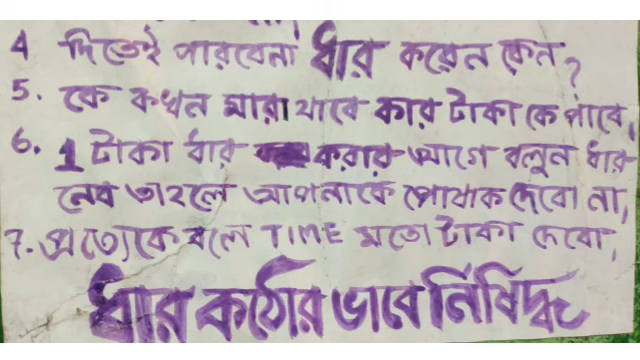 4 দিতেই পারবেনা ধার করেন কেন?
5. কে কখন মারা যাবে কার টাকা কে পাবে,
6. 1 টাকা ধার করার আগে বলুন ধার
নেব তাহলে আপনাকে পোষাক দেবো না,
7. প্রত্যেকে বলে TIME মতো টাকা দেবো,
ধার কঠোর ভাবে নিষিদ্ধ